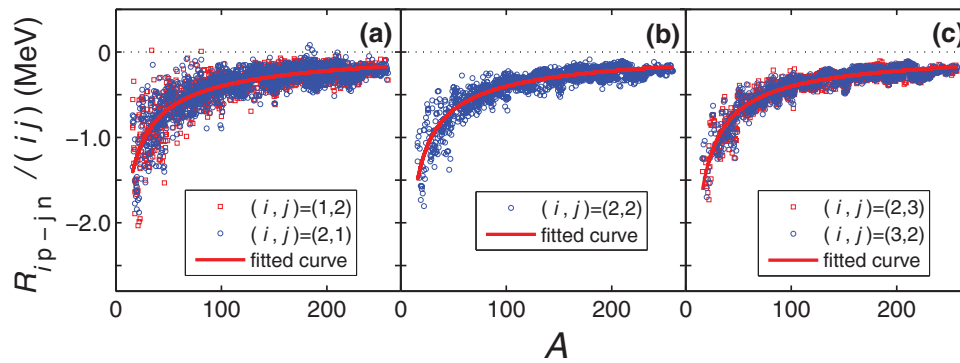 (a)
(b)
(c)
R ip−jn / (ij) (MeV)
0
−1.0
−2.0
(i, j)=(1,2)
(i, j)=(2,1)
fitted curve
(i, j)=(2,2)
fitted curve
(i, j)=(2,3)
(i, j)=(3,2)
fitted curve
0 100 200 0 100 200 0 100 200
A